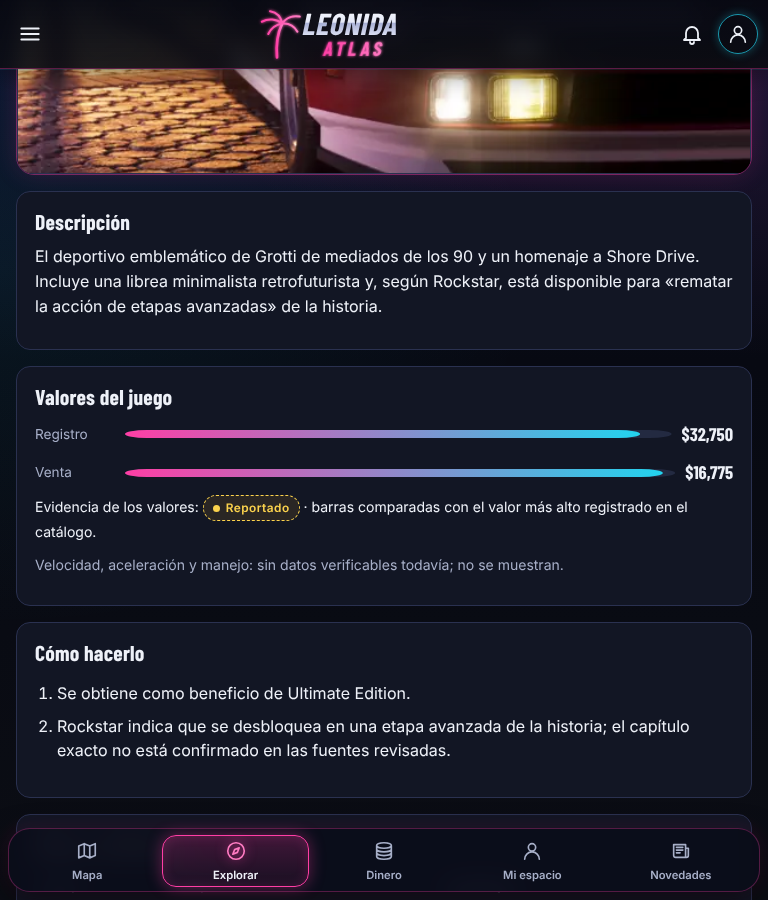 LEONIDA
ATLAS
Descripción
El deportivo emblemático de Grotti de mediados de los 90 y un homenaje a Shore Drive.
Incluye una librea minimalista retrofuturista y, según Rockstar, está disponible para «rematar
la acción de etapas avanzadas» de la historia.
Valores del juego
Registro $32,750
Venta $16,775
Evidencia de los valores: Reportado · barras comparadas con el valor más alto registrado en el
catálogo.
Velocidad, aceleración y manejo: sin datos verificables todavía; no se muestran.
Cómo hacerlo
1. Se obtiene como beneficio de Ultimate Edition.
2. Rockstar indica que se desbloquea en una etapa avanzada de la historia; el capítulo
exacto no está confirmado en las fuentes revisadas.
Mapa Explorar Dinero Mi espacio Novedades